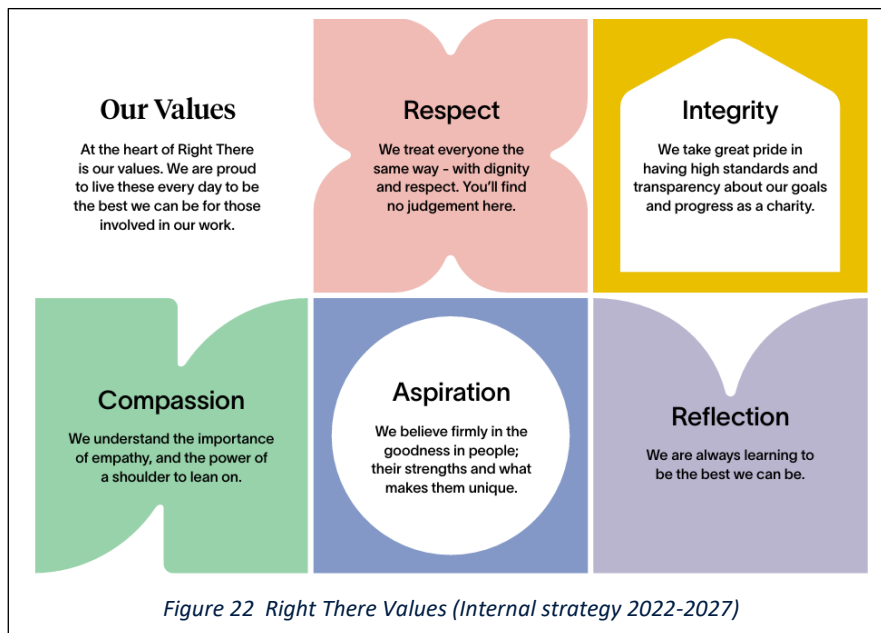 Our Values
At the heart of Right There
is our values. We are proud
to live these every day to be
the best we can be for those
involved in our work.
Respect
We treat everyone the
same way - with dignity
and respect. You’ll find
no judgement here.
Integrity
We take great pride in
having high standards and
transparency about our goals
and progress as a charity.
Compassion
We understand the importance
of empathy, and the power of
a shoulder to lean on.
Aspiration
We believe firmly in the
goodness in people;
their strengths and what
makes them unique.
Reflection
We are always learning to
be the best we can be.
Figure 22 Right There Values (Internal strategy 2022-2027)